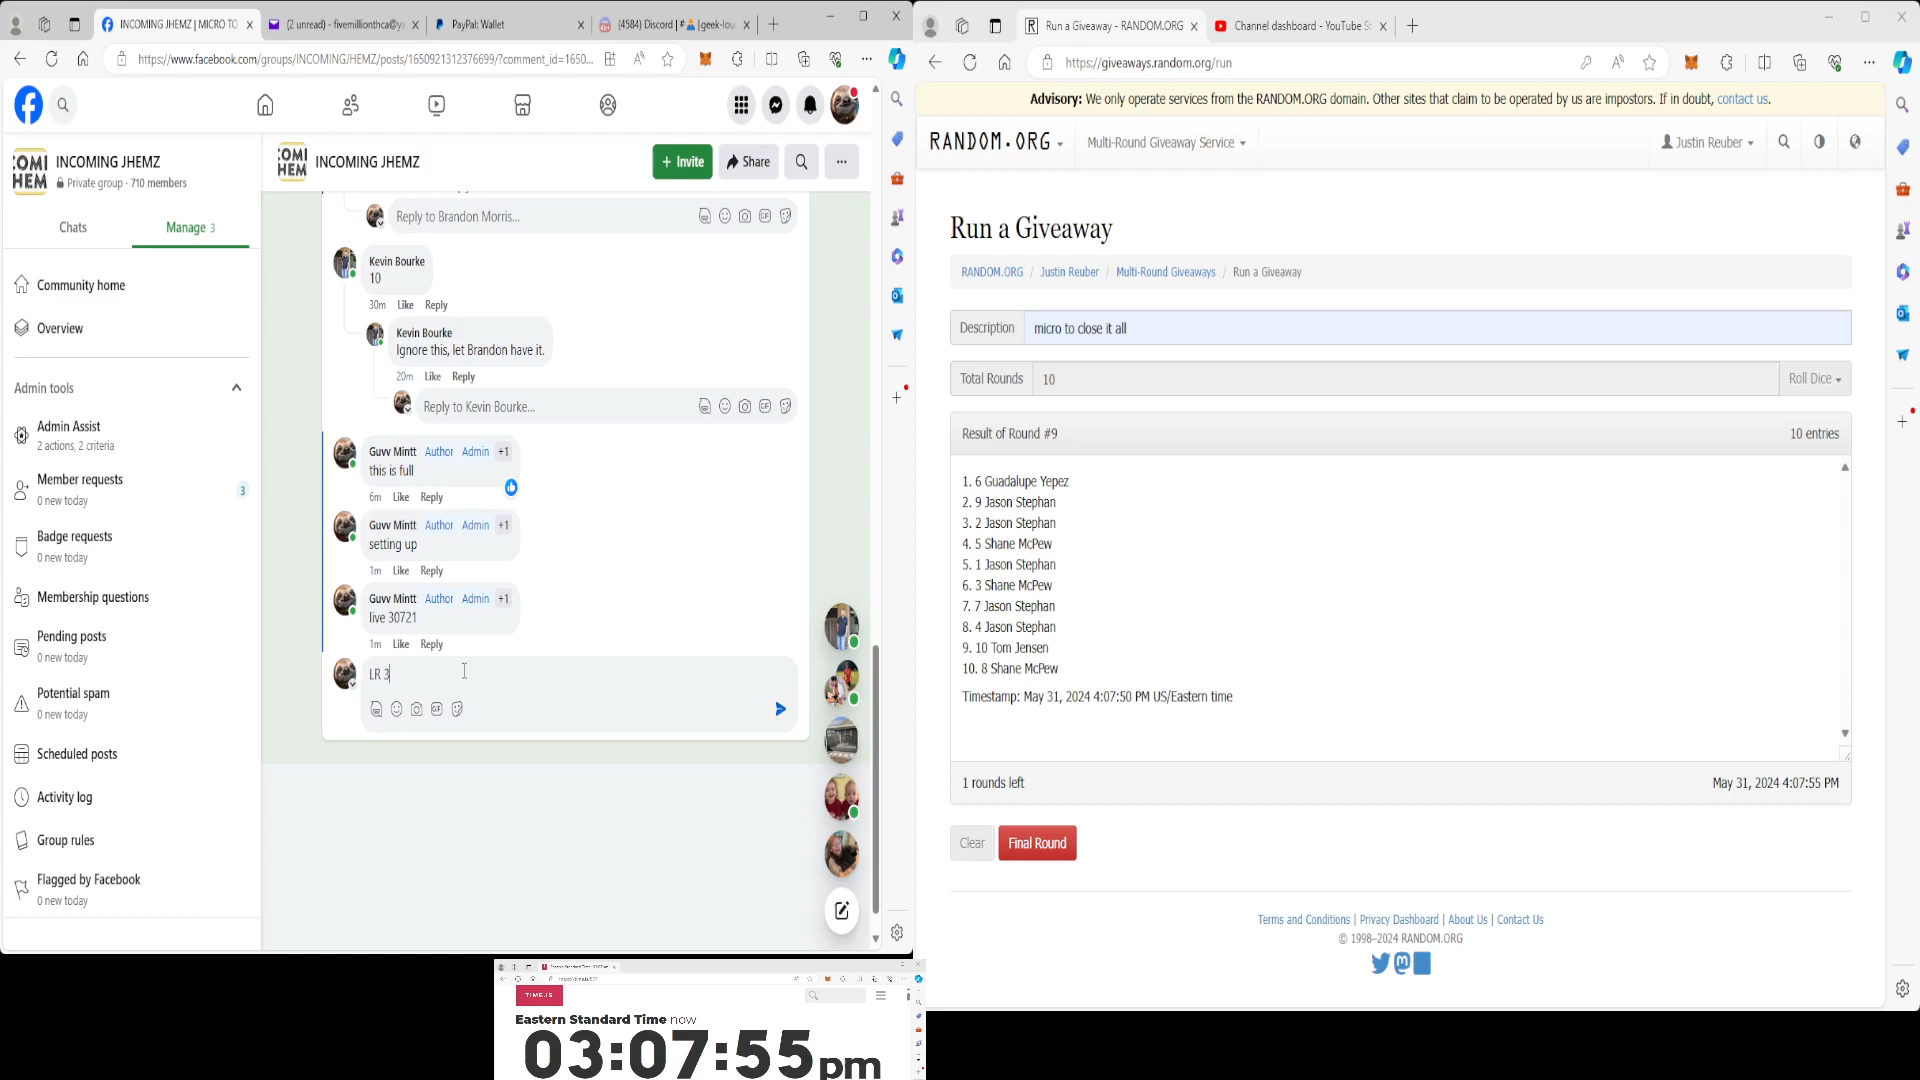 INCOMING JHEMZ | MICRO TO
(2 unread) - fivemillionthca@y
PayPal: Wallet
(4584) Discord | #
geek-lou
https://www.facebook.com/groups/INCOMINGJHEMZ/posts/1650921312376699/?comment_id=1650...
INCOMING JHEMZ
Private group · 710 members
Chats
Manage 3
Community home
Overview
Admin tools
Admin Assist
2 actions, 2 criteria
Member requests
0 new today
3
Badge requests
0 new today
Membership questions
Pending posts
0 new today
Potential spam
0 new today
Scheduled posts
Activity log
Group rules
Flagged by Facebook
0 new today
OMI
HEM
INCOMING JHEMZ
+ Invite
Share
Reply to Brandon Morris...
Kevin Bourke
10
30m Like Reply
Kevin Bourke
Ignore this, let Brandon have it.
20m Like Reply
Reply to Kevin Bourke...
Guvv Mintt Author Admin +1
this is full
6m Like Reply
Guvv Mintt Author Admin +1
setting up
1m Like Reply
Guvv Mintt Author Admin +1
live 30721
1m Like Reply
LR 3
Run a Giveaway - RANDOM.ORG
Channel dashboard - YouTube St
https://giveaways.random.org/run
Advisory: We only operate services from the RANDOM.ORG domain. Other sites that claim to be operated by us are impostors. If in doubt, contact us.
RANDOM.ORG
Multi-Round Giveaway Service
Justin Reuber
Run a Giveaway
RANDOM.ORG / Justin Reuber / Multi-Round Giveaways / Run a Giveaway
Description micro to close it all
Total Rounds 10 Roll Dice
Result of Round #9 10 entries
1. 6 Guadalupe Yepez
2. 9 Jason Stephan
3. 2 Jason Stephan
4. 5 Shane McPew
5. 1 Jason Stephan
6. 3 Shane McPew
7. 7 Jason Stephan
8. 4 Jason Stephan
9. 10 Tom Jensen
10. 8 Shane McPew
Timestamp: May 31, 2024 4:07:50 PM US/Eastern time
1 rounds left May 31, 2024 4:07:55 PM
Clear Final Round
Terms and Conditions | Privacy Dashboard | About Us | Contact Us
© 1998–2024 RANDOM.ORG
TIME.IS
Eastern Standard Time now
03:07:55pm